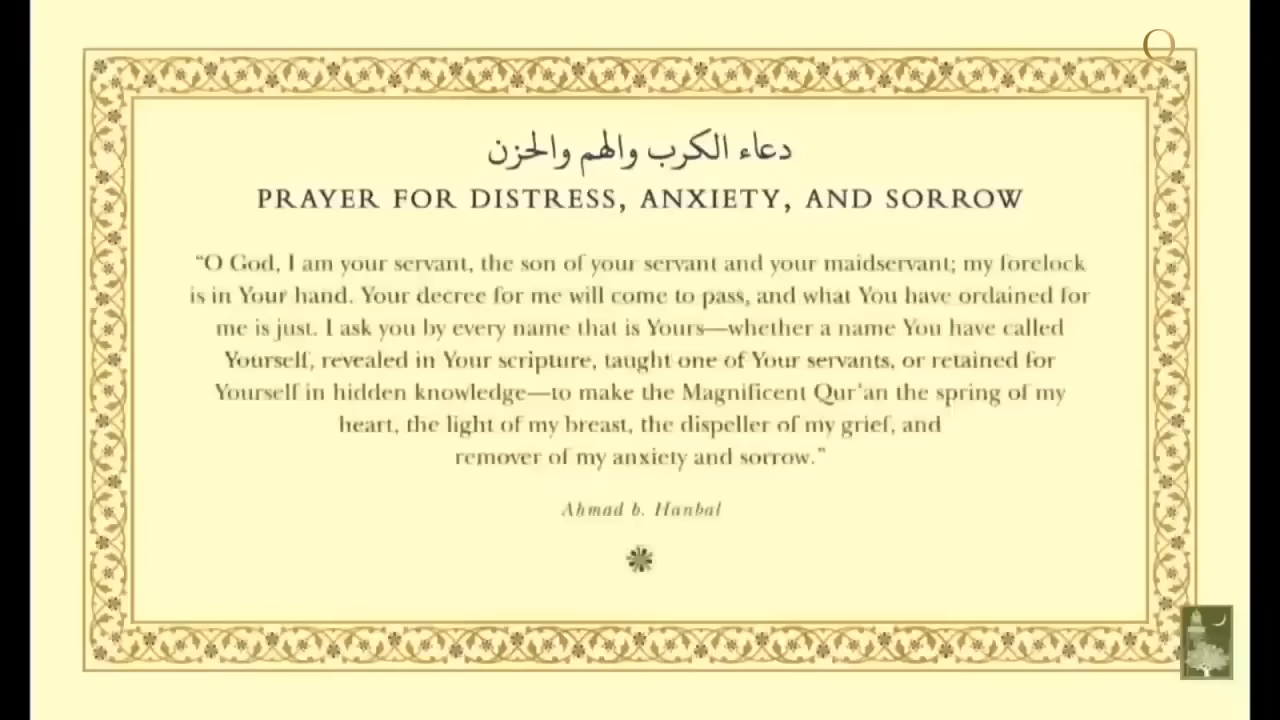 Q
دعاء الكرب والهم والحزن
PRAYER FOR DISTRESS, ANXIETY, AND SORROW
“O God, I am your servant, the son of your servant and your maidservant; my forelock
is in Your hand. Your decree for me will come to pass, and what You have ordained for
me is just. I ask you by every name that is Yours—whether a name You have called
Yourself, revealed in Your scripture, taught one of Your servants, or retained for
Yourself in hidden knowledge—to make the Magnificent Qur'an the spring of my
heart, the light of my breast, the dispeller of my grief, and
remover of my anxiety and sorrow.”
Ahmad b. Hanbal